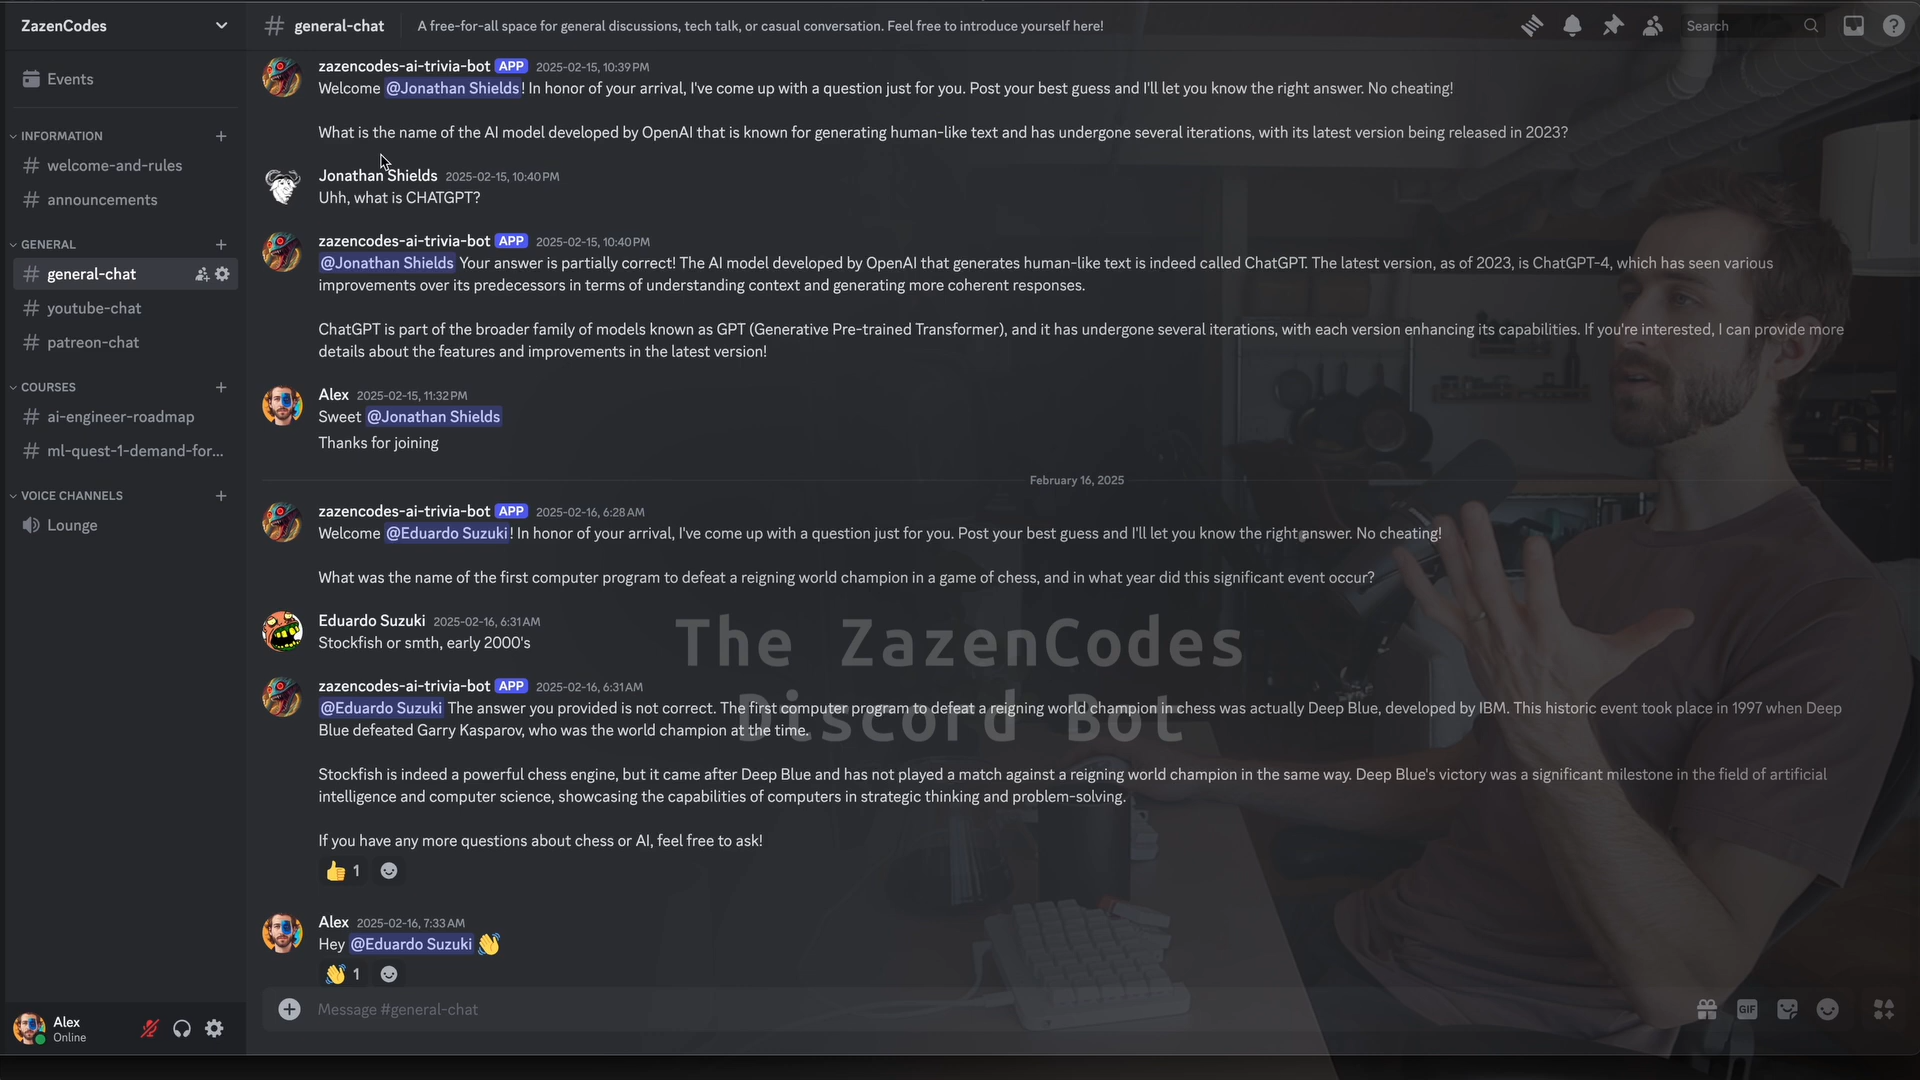 ZazenCodes
general-chat
A free-for-all space for general discussions, tech talk, or casual conversation. Feel free to introduce yourself here!
Search
Events
INFORMATION
welcome-and-rules
announcements
GENERAL
general-chat
youtube-chat
patreon-chat
COURSES
ai-engineer-roadmap
ml-quest-1-demand-for...
VOICE CHANNELS
Lounge
Alex
Online
zazencodes-ai-trivia-bot APP 2025-02-15, 10:39 PM
Welcome @Jonathan Shields! In honor of your arrival, I've come up with a question just for you. Post your best guess and I'll let you know the right answer. No cheating!
What is the name of the AI model developed by OpenAI that is known for generating human-like text and has undergone several iterations, with its latest version being released in 2023?
Jonathan Shields 2025-02-15, 10:40 PM
Uhh, what is CHATGPT?
zazencodes-ai-trivia-bot APP 2025-02-15, 10:40 PM
@Jonathan Shields Your answer is partially correct! The AI model developed by OpenAI that generates human-like text is indeed called ChatGPT. The latest version, as of 2023, is ChatGPT-4, which has seen various
improvements over its predecessors in terms of understanding context and generating more coherent responses.
ChatGPT is part of the broader family of models known as GPT (Generative Pre-trained Transformer), and it has undergone several iterations, with each version enhancing its capabilities. If you're interested, I can provide more
details about the features and improvements in the latest version!
Alex 2025-02-15, 11:32 PM
Sweet @Jonathan Shields
Thanks for joining
February 16, 2025
zazencodes-ai-trivia-bot APP 2025-02-16, 6:28 AM
Welcome @Eduardo Suzuki! In honor of your arrival, I've come up with a question just for you. Post your best guess and I'll let you know the right answer. No cheating!
What was the name of the first computer program to defeat a reigning world champion in a game of chess, and in what year did this significant event occur?
Eduardo Suzuki 2025-02-16, 6:31 AM
Stockfish or smth, early 2000's
The ZazenCodes
Discord Bot
zazencodes-ai-trivia-bot APP 2025-02-16, 6:31 AM
@Eduardo Suzuki The answer you provided is not correct. The first computer program to defeat a reigning world champion in chess was actually Deep Blue, developed by IBM. This historic event took place in 1997 when Deep
Blue defeated Garry Kasparov, who was the world champion at the time.
Stockfish is indeed a powerful chess engine, but it came after Deep Blue and has not played a match against a reigning world champion in the same way. Deep Blue's victory was a significant milestone in the field of artificial
intelligence and computer science, showcasing the capabilities of computers in strategic thinking and problem-solving.
If you have any more questions about chess or AI, feel free to ask!
👍 1
Alex 2025-02-16, 7:33 AM
Hey @Eduardo Suzuki 👋
👋 1
Message #general-chat
GIF